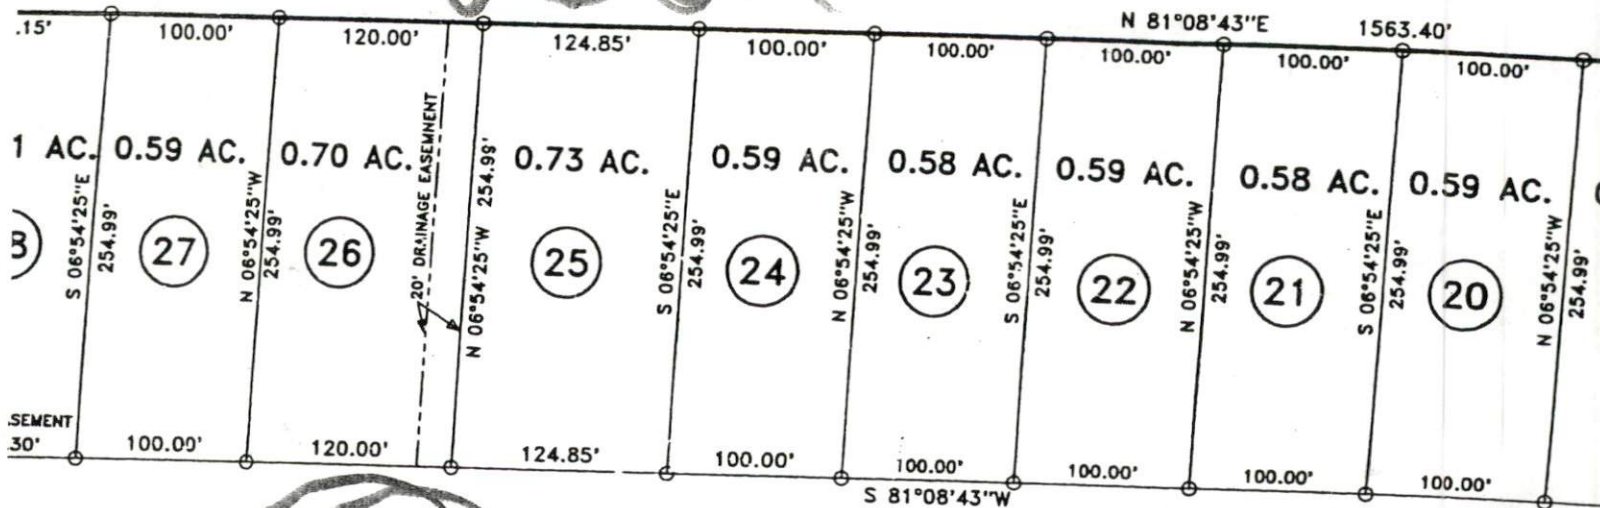 N 81°08'43"E 1563.40'
.15' 100.00' 120.00' 124.85' 100.00' 100.00' 100.00' 100.00' 100.00'
1 AC. 0.59 AC. 0.70 AC. 0.73 AC. 0.59 AC. 0.58 AC. 0.59 AC. 0.58 AC. 0.59 AC.
S 06°54'25"E
254.99'
N 06°54'25"W
254.99'
20' DRAINAGE EASEMNENT
N 06°54'25"W 254.99'
S 06°54'25"E
254.99'
N 06°54'25"W
254.99'
S 06°54'25"E
254.99'
N 06°54'25"W
254.99'
S 06°54'25"E
254.99'
N 06°54'25"W
254.99'
27 26 25 24 23 22 21 20
.SEMENT
30' 100.00' 120.00' 124.85' 100.00' 100.00' 100.00' 100.00' 100.00'
S 81°08'43"W